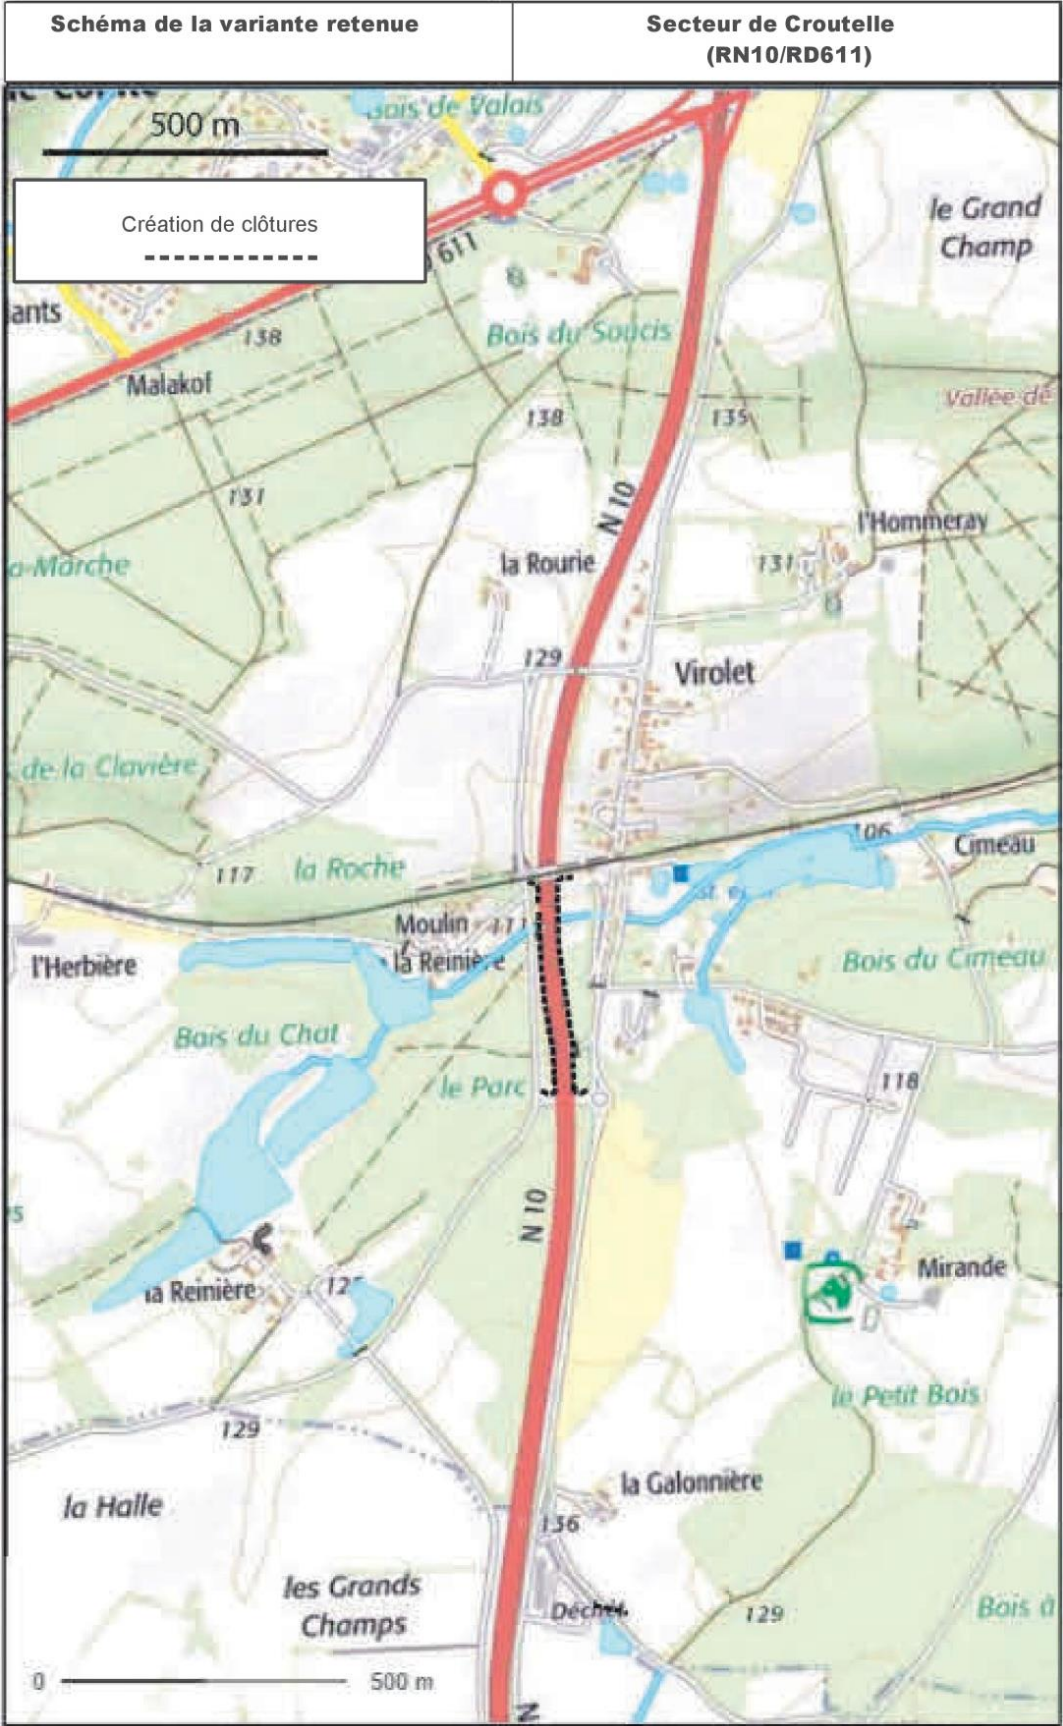 Schéma de la variante retenue
Secteur de Croutelle
(RN10/RD611)
Bois de Valais
500 m
Création de clôtures
le Grand
Champ
611
ants
138
Malakof
Bois du Soucis
138
135
Vallée de
131
N 10
l'Hommeray
a-Marche
la Rourie
131
129
Virolet
de la Clavière
106
Cimeau
117
la Roche
Moulin
111
la Reinière
l'Herbière
Bois du Cimeau
Bois du Chat
le Parc
118
N 10
Mirande
la Reinière
le Petit Bois
129
la Galonnière
la Halle
136
les Grands
Champs
129
Bois à
0
500 m
N